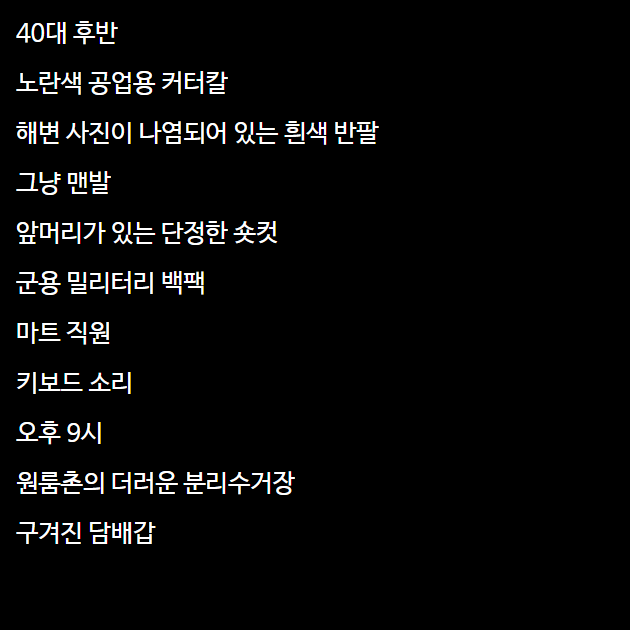 40대 후반
노란색 공업용 커터칼
해변 사진이 나염되어 있는 흰색 반팔
그냥 맨발
앞머리가 있는 단정한 숏컷
군용 밀리터리 백팩
마트 직원
키보드 소리
오후 9시
원룸촌의 더러운 분리수거장
구겨진 담배갑